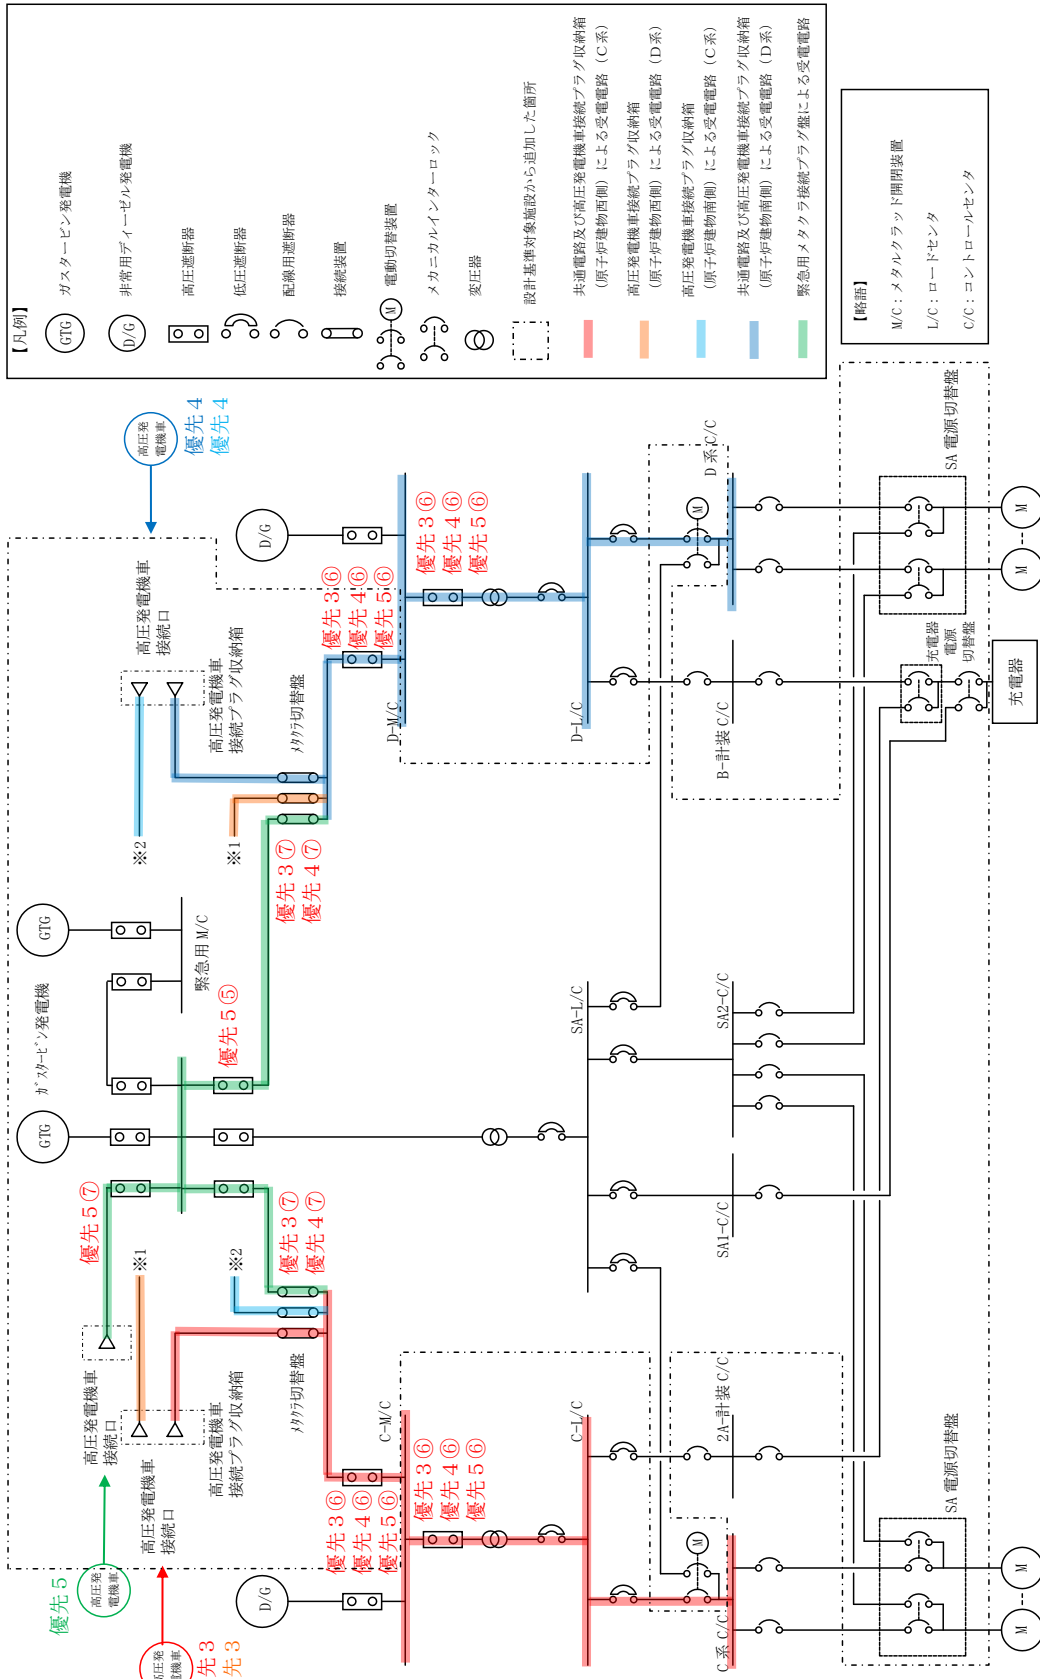 【凡例】
GTG
ガスタービン発電機
D/G
非常用ディーゼル発電機
高圧遮断器
低圧遮断器
配線用遮断器
接続装置
M
電動切替装置
メカニカルインターロック
変圧器
設計基準対象施設から追加した箇所
共通電路及び高圧発電機車接続プラグ収納箱
(原子炉建物西側)による受電電路(C系)
高圧発電機車接続プラグ収納箱
(原子炉建物西側)による受電電路(D系)
高圧発電機車接続プラグ収納箱
(原子炉建物南側)による受電電路(C系)
共通電路及び高圧発電機車接続プラグ収納箱
(原子炉建物南側)による受電電路(D系)
緊急用メタクラ接続プラグ盤による受電電路
【略語】
M/C:メタルクラッド開閉装置
L/C:ロードセンタ
C/C:コントロールセンタ
優先5
高圧発
電機車
高圧発電機車
接続口
高圧発
電機車
先3
先3
高圧発電機車
接続口
高圧発電機車
接続プラグ収納箱
※1
※2
優先5⑦
GTG
ガスタービン発電機
GTG
緊急用M/C
優先5⑤
優先3⑦
優先4⑦
優先3⑦
優先4⑦
メタクラ切替盤
メタクラ切替盤
※2
※1
高圧発電機車
接続口
高圧発電機車
接続プラグ収納箱
高圧発
電機車
優先4
優先4
D/G
D/G
優先3⑥
優先4⑥
優先5⑥
優先3⑥
優先4⑥
優先5⑥
優先3⑥
優先4⑥
優先5⑥
優先3⑥
優先4⑥
優先5⑥
C-M/C
D-M/C
C-L/C
SA-L/C
D-L/C
M
M
C系C/C
2A-計装C/C
SA1-C/C
SA2-C/C
B-計装C/C
D系C/C
SA電源切替盤
SA電源切替盤
充電器
電源
切替盤
充電器
M
M
M
M